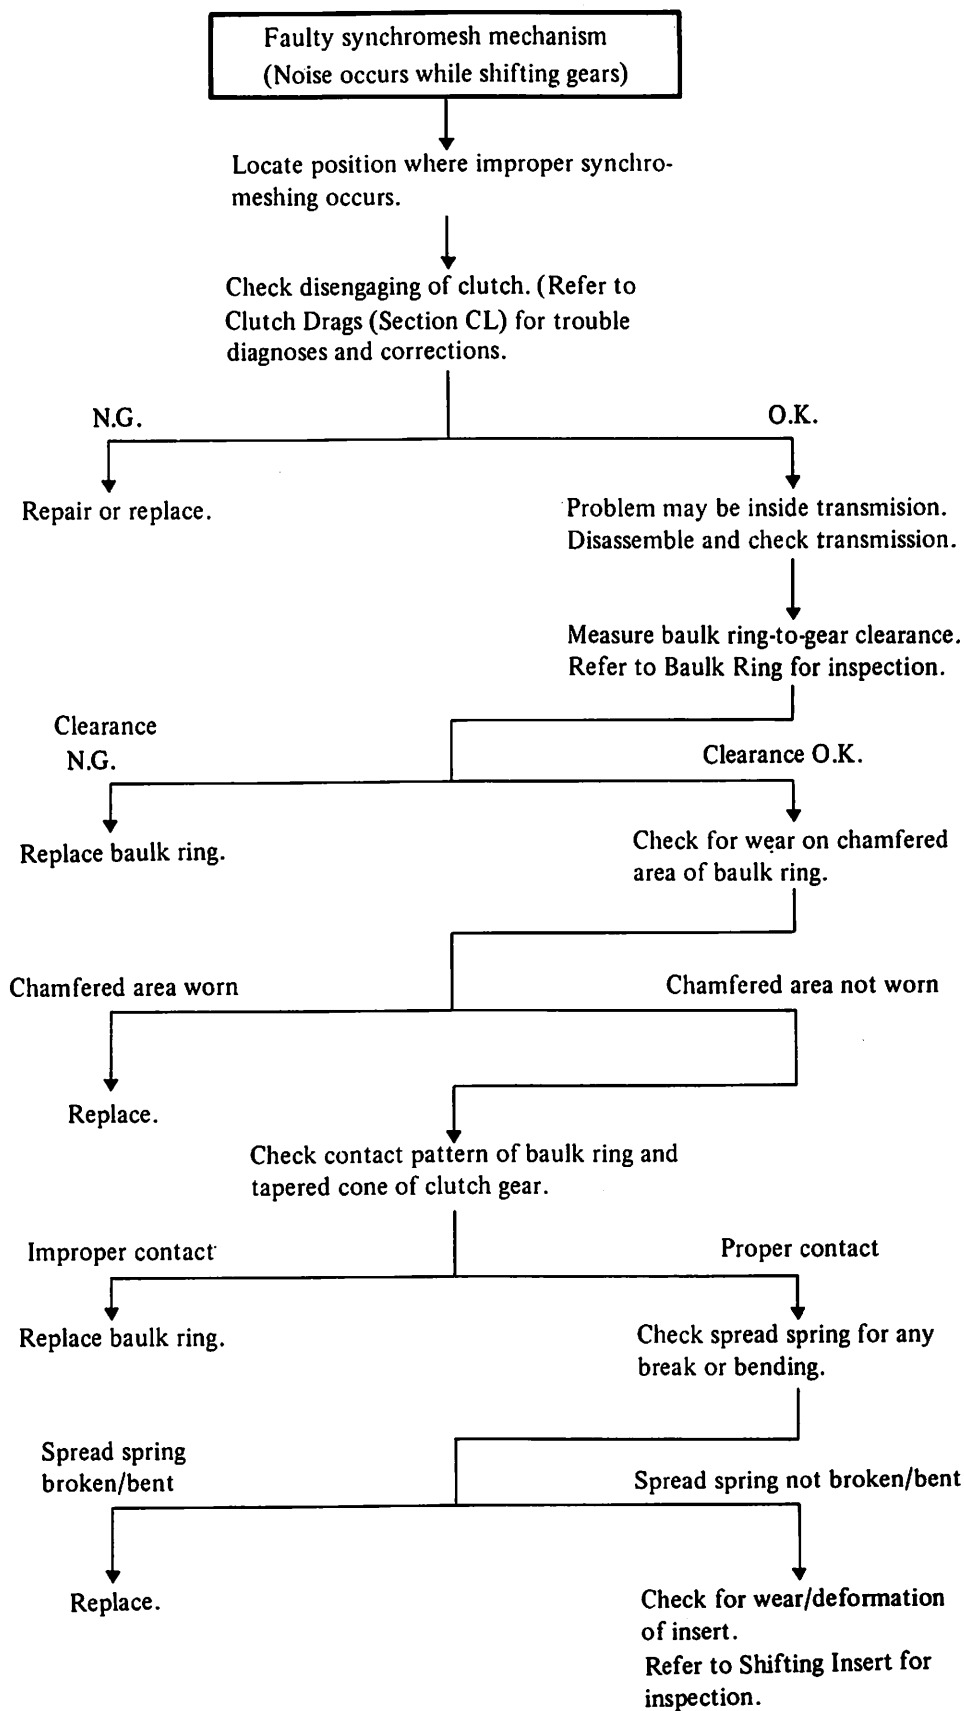 Faulty synchromesh mechanism
(Noise occurs while shifting gears)
Locate position where improper synchro-
meshing occurs.
Check disengaging of clutch. (Refer to
Clutch Drags (Section CL) for trouble
diagnoses and corrections.
N.G.
O.K.
Repair or replace.
Problem may be inside transmision.
Disassemble and check transmission.
Measure baulk ring-to-gear clearance.
Refer to Baulk Ring for inspection.
Clearance
N.G.
Clearance O.K.
Replace baulk ring.
Check for wear on chamfered
area of baulk ring.
Chamfered area worn
Chamfered area not worn
Replace.
Check contact pattern of baulk ring and
tapered cone of clutch gear.
Improper contact
Proper contact
Replace baulk ring.
Check spread spring for any
break or bending.
Spread spring
broken/bent
Spread spring not broken/bent
Replace.
Check for wear/deformation
of insert.
Refer to Shifting Insert for
inspection.